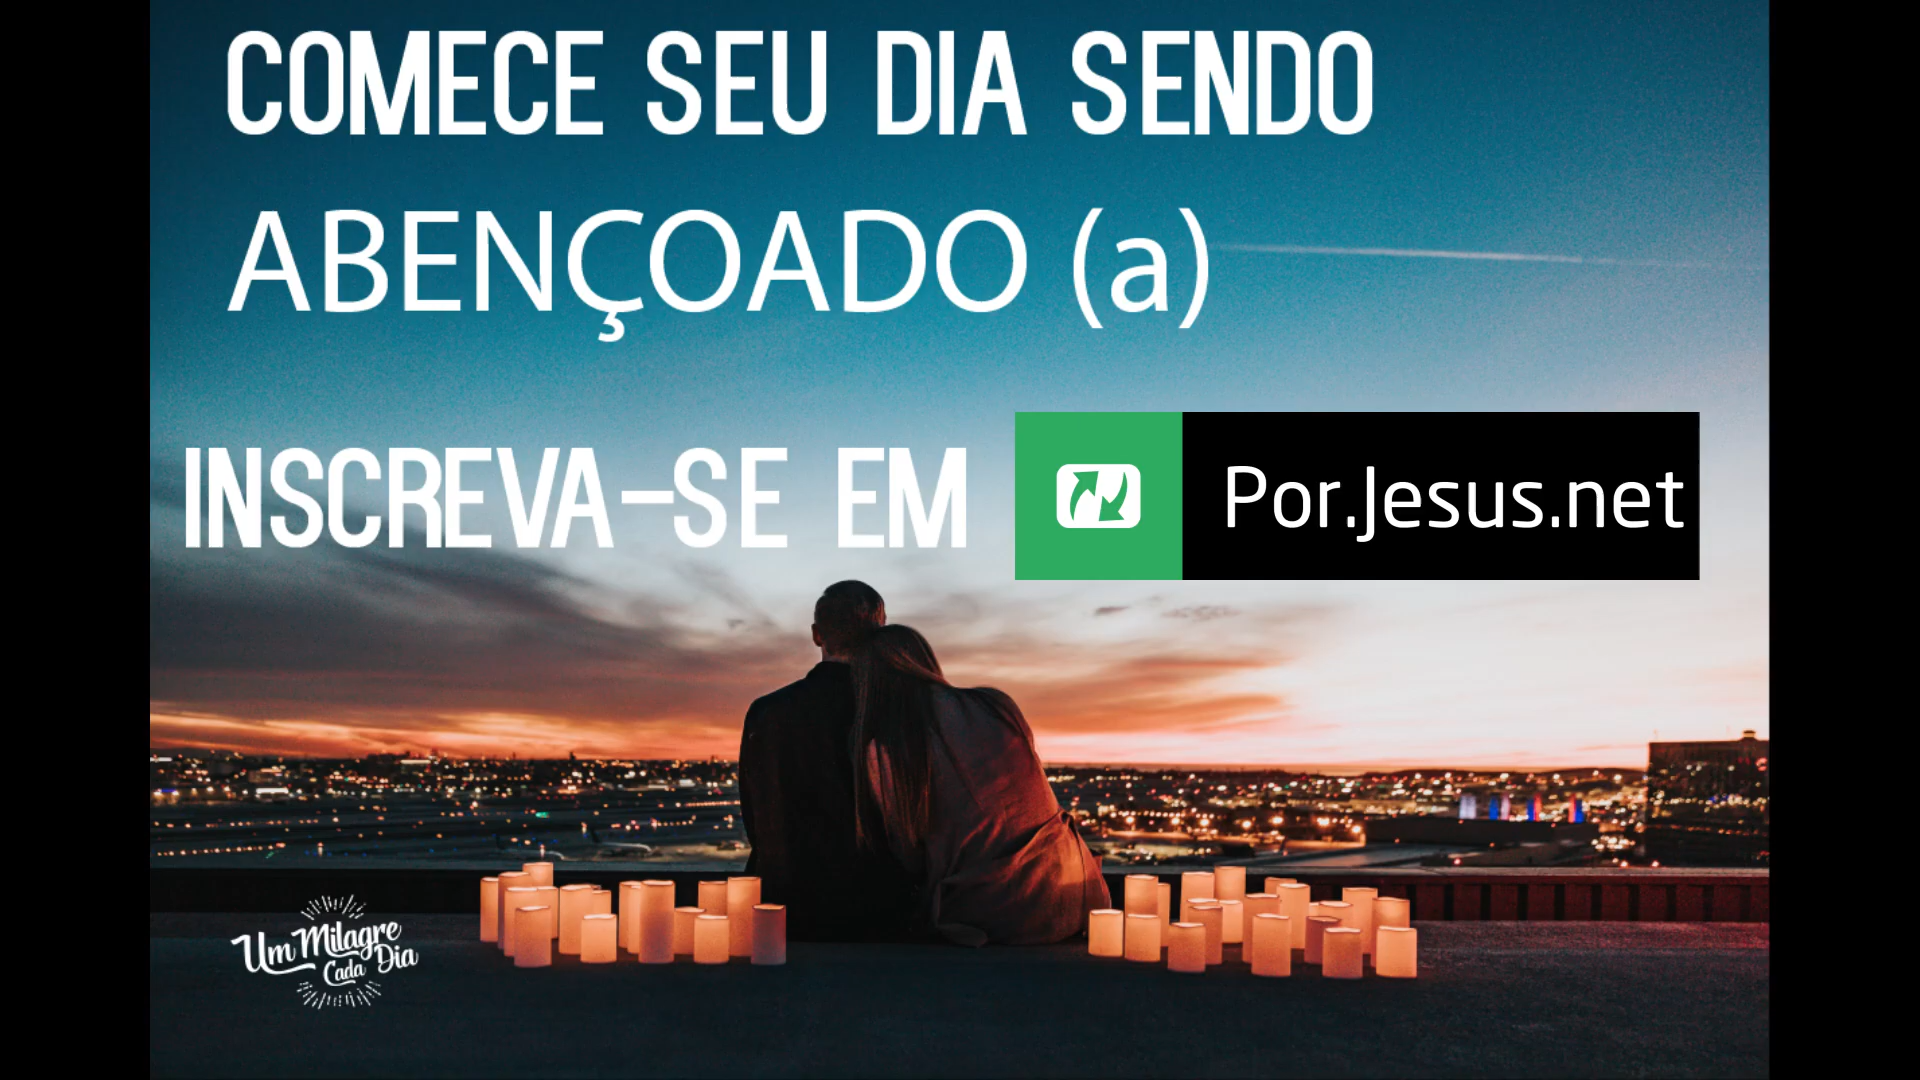 COMECE SEU DIA SENDO
ABENÇOADO (a)
INSCREVA-SE EM Por.Jesus.net
Um Milagre
Cada Dia